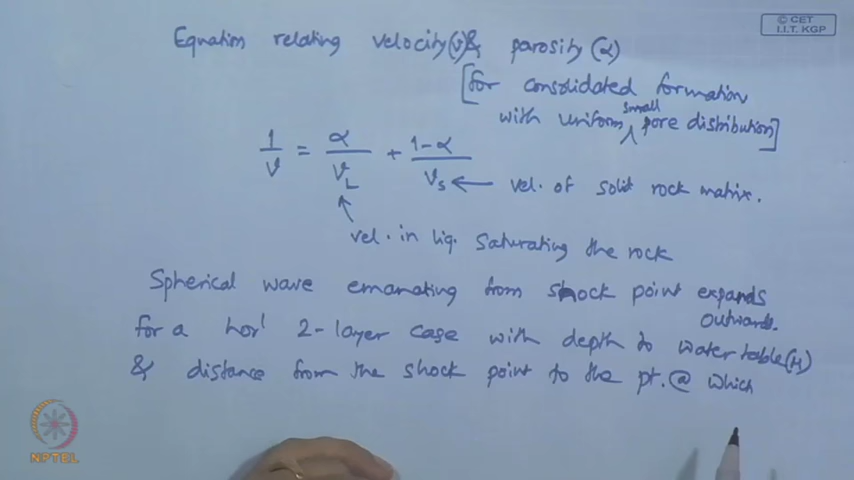 © CET
I.I.T. KGP
Equation relating velocity (v) & parosity (α)
[for consolidated formation
with uniform small pore distribution]
1/v = α/v_L + 1-α/v_s ← vel. of solid rock matrix.
vel. in liq. saturating the rock
Spherical wave emanating from shock point expands
outwards.
for a hor'l 2-layer case with depth to water table (H)
& distance from the shock point to the pt. @ which
NPTEL